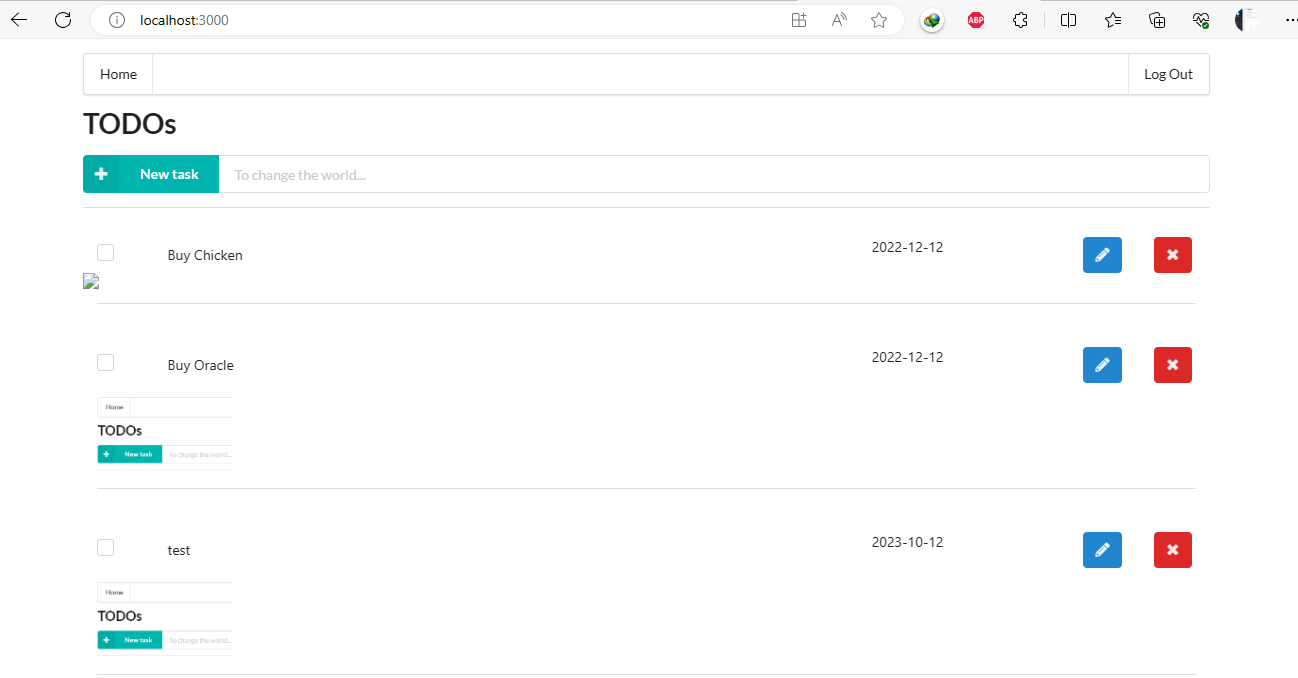 localhost:3000
ABP
Home
Log Out
TODOs
New task
To change the world...
Buy Chicken
2022-12-12
Buy Oracle
2022-12-12
Home
TODOs
New task
To change the world...
test
2023-10-12
Home
TODOs
New task
To change the world...